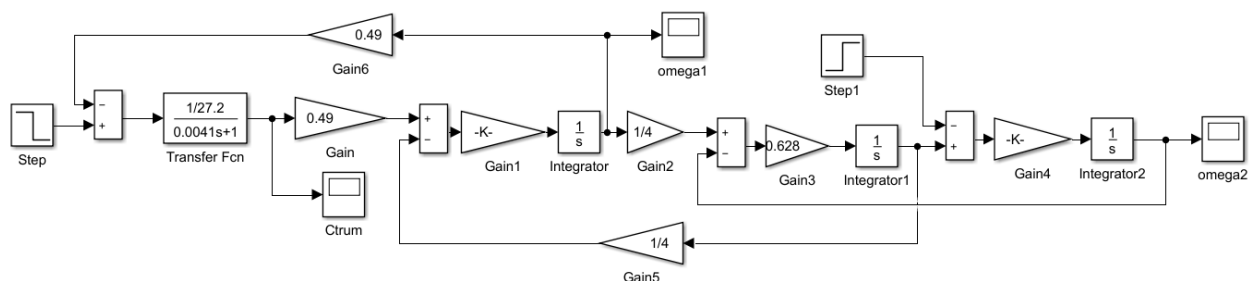 0.49
Gain6
omega1
Step1
Step
−
+
1/27.2
0.0041s+1
Transfer Fcn
0.49
Gain
+
−
-K-
Gain1
1
s
Integrator
1/4
Gain2
+
−
0.628
Gain3
1
s
Integrator1
−
+
-K-
Gain4
1
s
Integrator2
omega2
Ctrum
1/4
Gain5